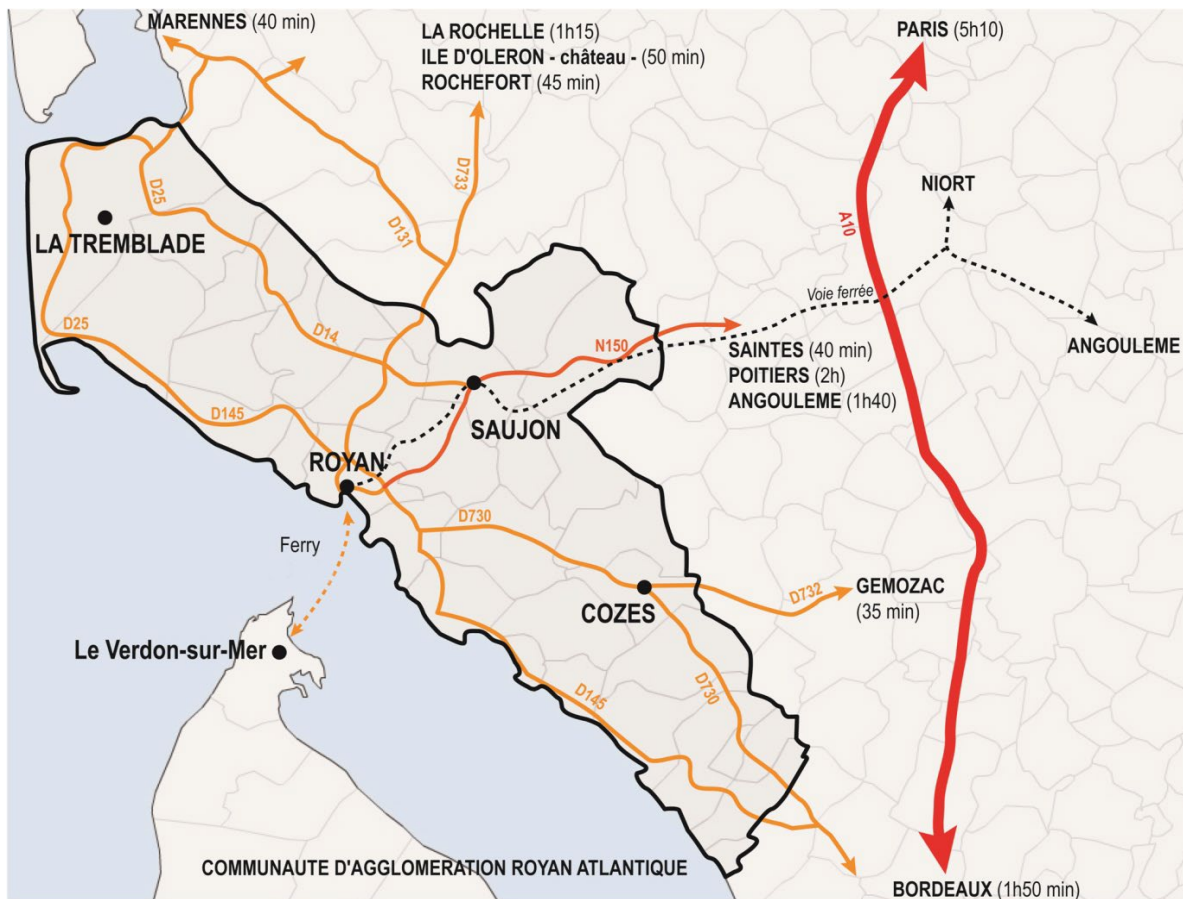 MARENNES (40 min)
LA ROCHELLE (1h15)
ILE D'OLERON - château - (50 min)
ROCHEFORT (45 min)
PARIS (5h10)
D733
D25
NIORT
D131
A10
LA TREMBLADE
Voie ferrée
D25
D14
N150
SAINTES (40 min)
POITIERS (2h)
ANGOULEME (1h40)
ANGOULEME
D145
SAUJON
ROYAN
D730
Ferry
COZES
D732
GEMOZAC
(35 min)
Le Verdon-sur-Mer
D145
D730
COMMUNAUTE D'AGGLOMERATION ROYAN ATLANTIQUE
BORDEAUX (1h50 min)